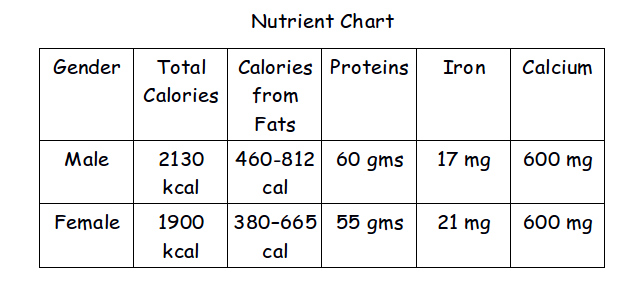 Nutrient Chart
Gender Total Calories Proteins Iron Calcium
Calories from
Fats
Male 2130 460-812 60 gms 17 mg 600 mg
kcal cal
Female 1900 380-665 55 gms 21 mg 600 mg
kcal cal